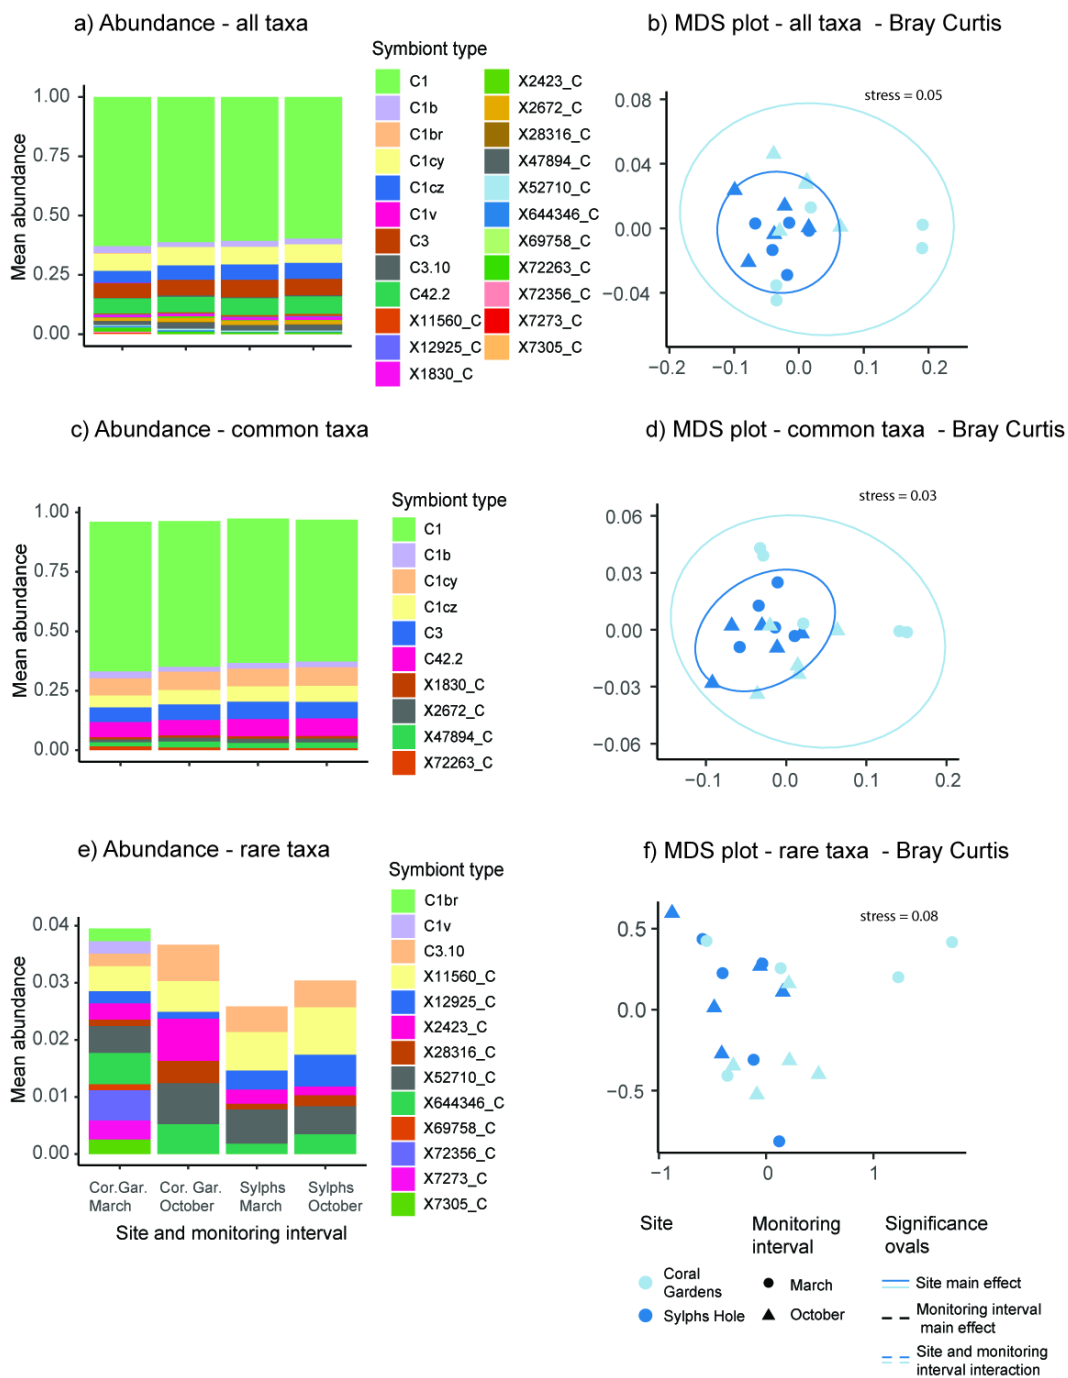 a) Abundance - all taxa
Symbiont type
C1
C1b
C1br
C1cy
C1cz
C1v
C3
C3.10
C42.2
X11560_C
X12925_C
X1830_C
X2423_C
X2672_C
X28316_C
X47894_C
X52710_C
X644346_C
X69758_C
X72263_C
X72356_C
X7273_C
X7305_C
Mean abundance
1.00
0.75
0.50
0.25
0.00
b) MDS plot - all taxa - Bray Curtis
stress = 0.05
0.08
0.04
0.00
−0.04
−0.2 −0.1 0.0 0.1 0.2
c) Abundance - common taxa
Mean abundance
1.00
0.75
0.50
0.25
0.00
Symbiont type
C1
C1b
C1cy
C1cz
C3
C42.2
X1830_C
X2672_C
X47894_C
X72263_C
d) MDS plot - common taxa - Bray Curtis
stress = 0.03
0.06
0.03
0.00
−0.03
−0.06
−0.1 0.0 0.1 0.2
e) Abundance - rare taxa
Mean abundance
0.04
0.03
0.02
0.01
0.00
Cor.Gar. March
Cor. Gar. October
Sylphs March
Sylphs October
Site and monitoring interval
Symbiont type
C1br
C1v
C3.10
X11560_C
X12925_C
X2423_C
X28316_C
X52710_C
X644346_C
X69758_C
X72356_C
X7273_C
X7305_C
f) MDS plot - rare taxa - Bray Curtis
stress = 0.08
0.5
0.0
−0.5
−1 0 1
Site
Coral
Gardens
Sylphs Hole
Monitoring
interval
March
October
Significance
ovals
Site main effect
Monitoring interval
main effect
Site and monitoring
interval interaction